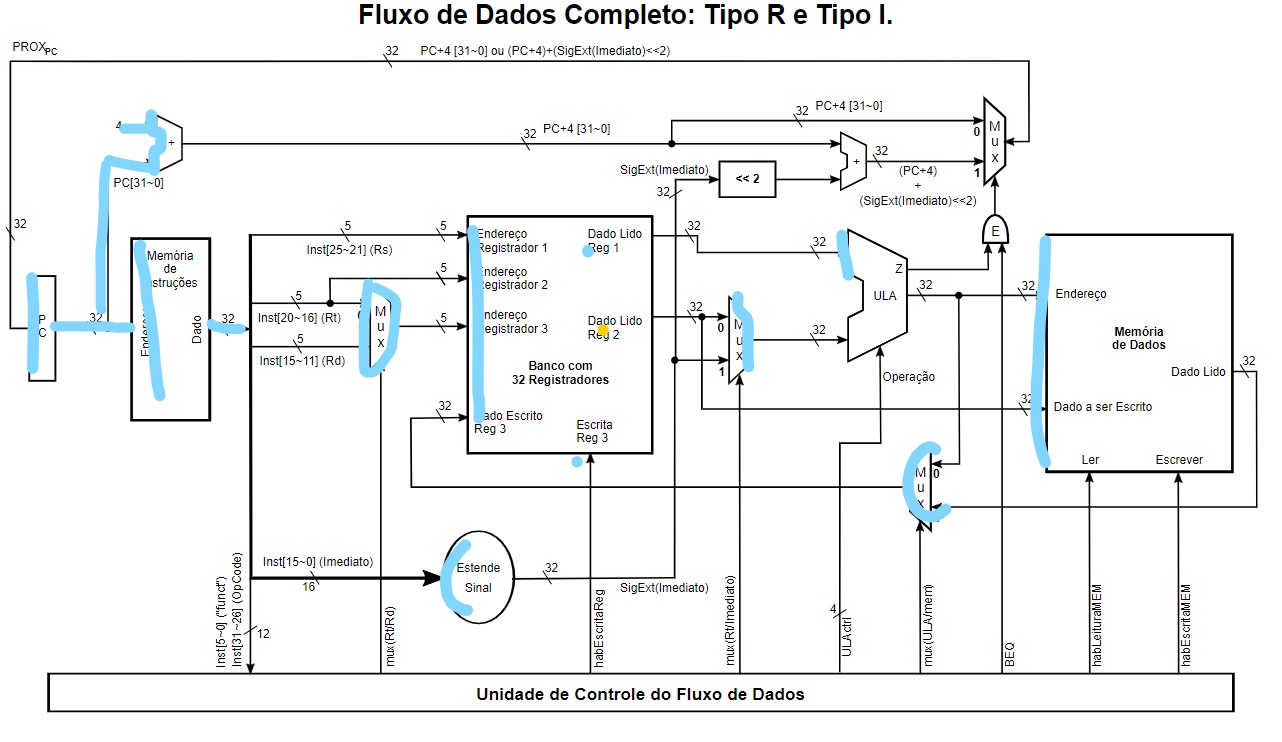 Fluxo de Dados Completo: Tipo R e Tipo I.
PROX PC
32
PC+4 [31~0] ou (PC+4)+(SigExt(Imediato)<<2)
4
+
PC[31~0]
32
PC+4 [31~0]
32
PC+4 [31~0]
0
M
u
x
1
SigExt(Imediato)
32
<< 2
+
32
(PC+4)
+
(SigExt(Imediato)<<2)
E
32
P
C
32
Memória
de
Dado
32
5
Inst[25~21] (Rs)
5
5
Inst[20~16] (Rt)
5
5
Inst[15~11] (Rd)
M
u
x
5
Endereço
Registrador 1
Endereço
Registrador 2
Endereço
Registrador 3
Dado Lido
Reg 1
Dado Lido
Reg 2
Banco com
32 Registradores
32
Dado Escrito
Reg 3
Escrita
Reg 3
32
32
0
M
u
x
1
32
32
Z
ULA
32
Operação
32
Endereço
Memória
de Dados
Dado Lido
32
32
Dado a ser Escrito
Ler
Escrever
M
u
x
0
Inst[15~0] (Imediato)
16
Estende
Sinal
32
SigExt(Imediato)
Inst[5~0] ("funct")
Inst[31~26] (OpCode)
12
mux(Rt/Rd)
habEscritaReg
mux(Rt/Imediato)
4
ULActrl
mux(ULA/mem)
BEQ
habLeituraMEM
habEscritaMEM
Unidade de Controle do Fluxo de Dados